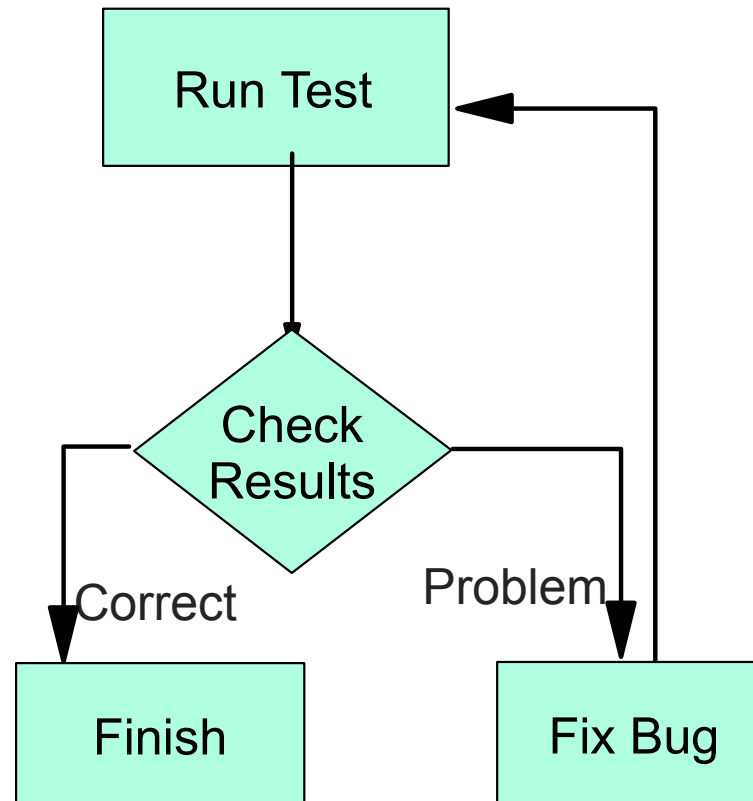 Run Test
Check
Results
Correct
Problem
Finish
Fix Bug